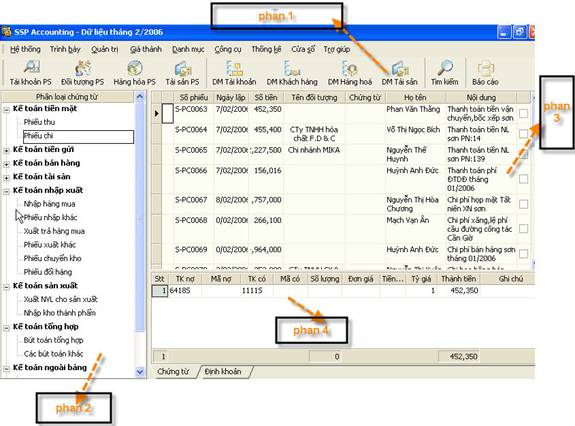 phan 1
SSP Accounting - Dữ liệu tháng 2/2006
Hệ thống Trình bày Quản trị Giá thành Danh mục Công cụ Thống kê Cửa sổ Trợ giúp
Tài khoản PS Đối tượng PS Hàng hóa PS Tài sản PS DM Tài khoản DM Khách hàng DM Hàng hoá DM Tài sản Tìm kiếm Báo cáo
Phân loại chứng từ
Kế toán tiền mặt
Phiếu thu
Phiếu chi
Kế toán tiền gửi
Kế toán bán hàng
Kế toán tài sản
Kế toán nhập xuất
Nhập hàng mua
Phiếu nhập khác
Xuất trả hàng mua
Phiếu xuất khác
Phiếu chuyển kho
Phiếu đổi hàng
Kế toán sản xuất
Xuất NVL cho sản xuất
Nhập kho thành phẩm
Kế toán tổng hợp
Bút toán tổng hợp
Các bút toán khác
Kế toán ngoài bảng
phan 2
Số phiếu Ngày lập Số tiền Tên đối tượng Chứng từ Họ tên Nội dung
S-PC0063 7/02/2006 452,350 Phan Văn Thắng Thanh toán tiền vận
chuyển,bốc xếp sơn
S-PC0064 7/02/2006 455,400 CTy TNHH hóa Võ Thị Ngọc Bích Thanh toán tiền NL
chất F.D & C PN:14
S-PC0065 7/02/2006 ,227,500 Chi nhánh MIKA Nguyễn Thế Thanh toán tiền NL
Huynh sơn PN:139
S-PC0066 7/02/2006 156,016 Huỳnh Anh Đức Thanh toán phí
ĐTDĐ tháng
01/2006
S-PC0067 8/02/2006 ,757,000 Nguyễn Thị Hòa Chi phí họp mặt Tất
Chương Niên XN sơn
S-PC0068 0/02/2006 266,100 Mạch Vạn Ân Chi phí xăng,lệ phí
cầu đường công tác
Cần Giờ
S-PC0069 0/02/2006 ,964,000 Huỳnh Anh Đức Chi phí bán hàng sơn
tháng 01/2006
phan 3
Stt TK nợ Mã nợ TK có Mã có Số lượng Đơn giá Tiền... Tỷ giá Thành tiền Ghi chú
1 64185 11115 1 452,350
phan 4
1 0 452,350
Chứng từ Định khoản